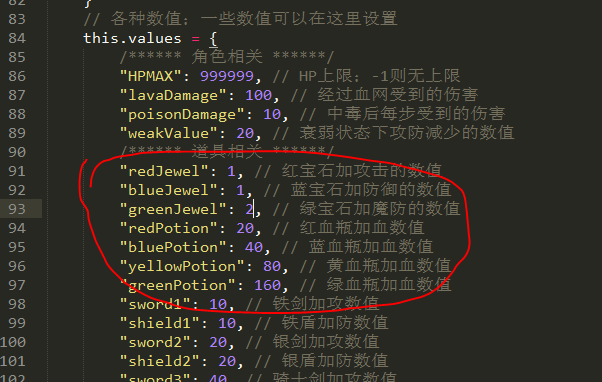 82 }
83 // 各种数值；一些数值可以在这里设置
84 this.values = {
85 /****** 角色相关 ******/
86 "HPMAX": 999999, // HP上限；-1则无上限
87 "lavaDamage": 100, // 经过血网受到的伤害
88 "poisonDamage": 10, // 中毒后每步受到的伤害
89 "weakValue": 20, // 衰弱状态下攻防减少的数值
90 /****** 道具相关 ******/
91 "redJewel": 1, // 红宝石加攻击的数值
92 "blueJewel": 1, // 蓝宝石加防御的数值
93 "greenJewel": 2, // 绿宝石加魔防的数值
94 "redPotion": 20, // 红血瓶加血数值
95 "bluePotion": 40, // 蓝血瓶加血数值
96 "yellowPotion": 80, // 黄血瓶加血数值
97 "greenPotion": 160, // 绿血瓶加血数值
98 "sword1": 10, // 铁剑加攻数值
99 "shield1": 10, // 铁盾加防数值
100 "sword2": 20, // 银剑加攻数值
101 "shield2": 20, // 银盾加防数值
102 "sword3": 40, // 骑士剑加攻数值